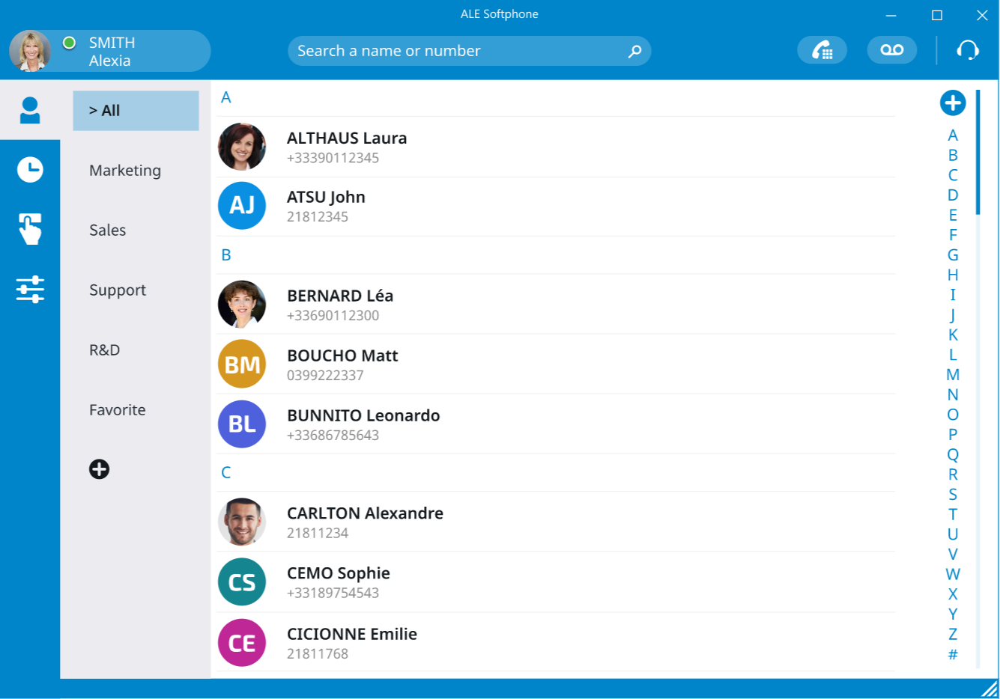 ALE Softphone
SMITH
Alexia
Search a name or number
> All
Marketing
Sales
Support
R&D
Favorite
A
ALTHAUS Laura
+33390112345
AJ
ATSU John
21812345
B
BERNARD Léa
+33690112300
BM
BOUCHO Matt
0399222337
BL
BUNNITO Leonardo
+33686785643
C
CARLTON Alexandre
21811234
CS
CEMO Sophie
+33189754543
CE
CICIONNE Emilie
21811768
A
B
C
D
E
F
G
H
I
J
K
L
M
N
O
P
Q
R
S
T
U
V
W
X
Y
Z
#